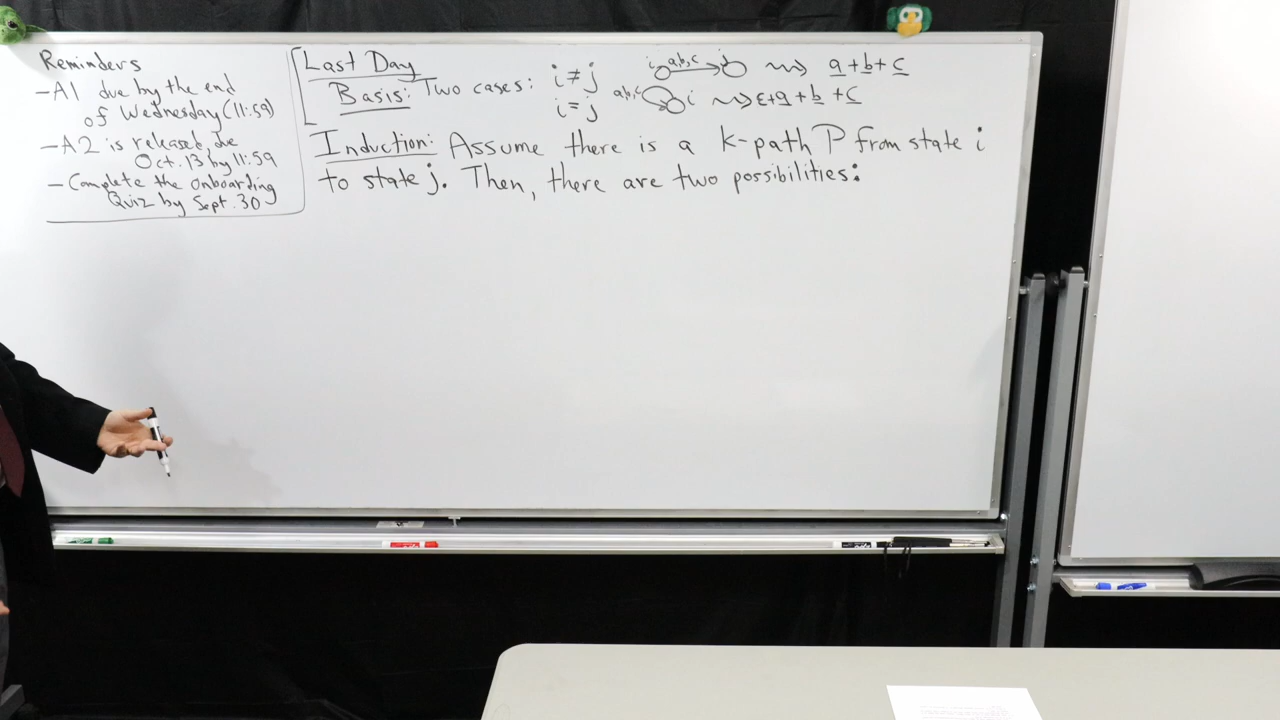 Reminders
-A1 due by the end
of Wednesday (11:59)
-A2 is released, due
Oct. 13 by 11:59
-Complete the Onboarding
Quiz by Sept. 30
Last Day
Basis: Two cases: i≠j i a,b,c j ⇝ a+b+c
i=j a,b,c i ⇝ ε+a+b+c
Induction: Assume there is a k-path P from state i
to state j. Then, there are two possibilities: